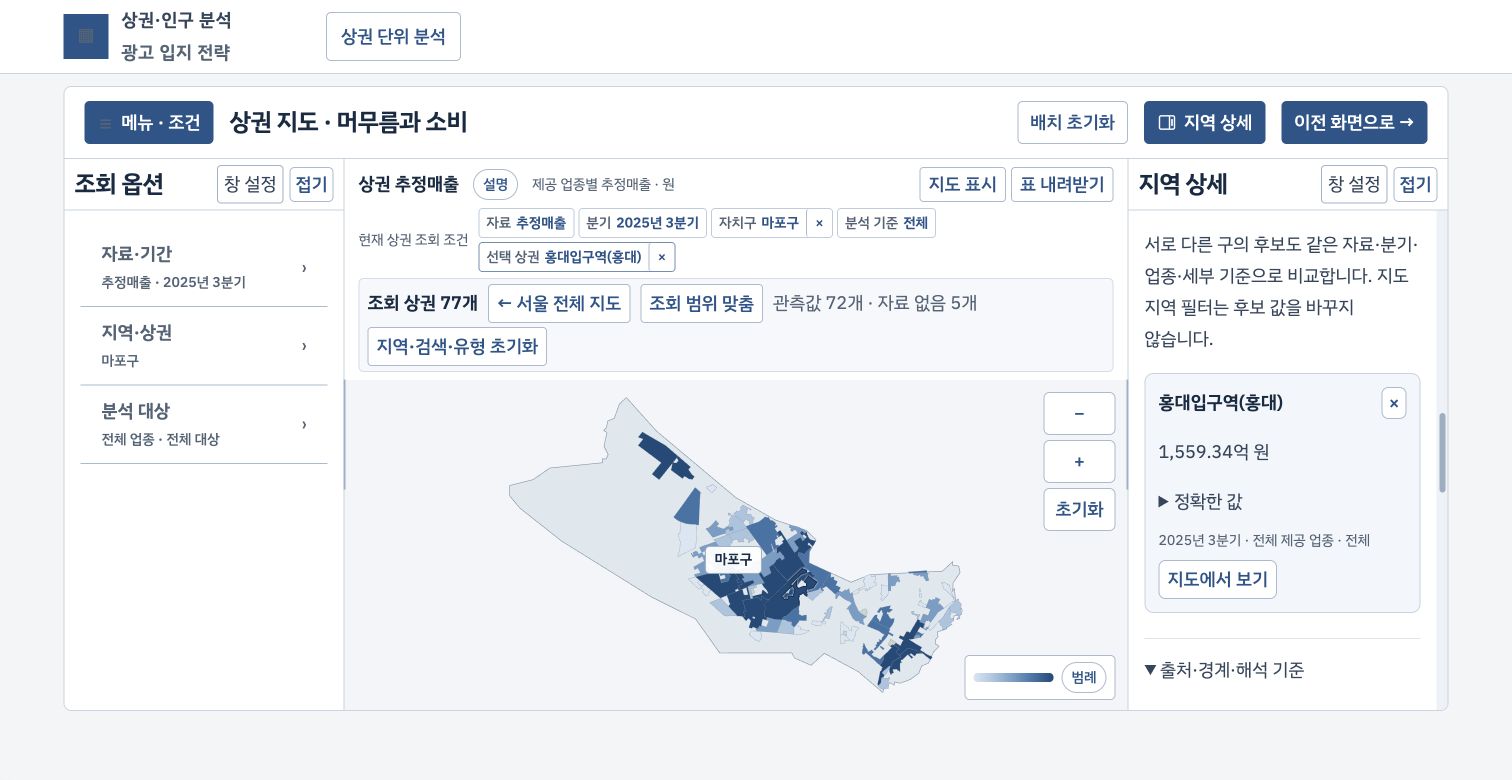 상권·인구 분석
광고 입지 전략
상권 단위 분석
≡ 메뉴 · 조건
상권 지도 · 머무름과 소비
배치 초기화
지역 상세
이전 화면으로 →
조회 옵션
창 설정
접기
자료·기간
추정매출 · 2025년 3분기
›
지역·상권
마포구
›
분석 대상
전체 업종 · 전체 대상
›
상권 추정매출
설명
제공 업종별 추정매출 · 원
지도 표시
표 내려받기
현재 상권 조회 조건
자료 추정매출
분기 2025년 3분기
자치구 마포구 ×
분석 기준 전체
선택 상권 홍대입구역(홍대) ×
조회 상권 77개
← 서울 전체 지도
조회 범위 맞춤
관측값 72개 · 자료 없음 5개
지역·검색·유형 초기화
−
+
초기화
마포구
범례
지역 상세
창 설정
접기
서로 다른 구의 후보도 같은 자료·분기·
업종·세부 기준으로 비교합니다. 지도
지역 필터는 후보 값을 바꾸지
않습니다.
홍대입구역(홍대)
×
1,559.34억 원
▶ 정확한 값
2025년 3분기 · 전체 제공 업종 · 전체
지도에서 보기
▼ 출처·경계·해석 기준